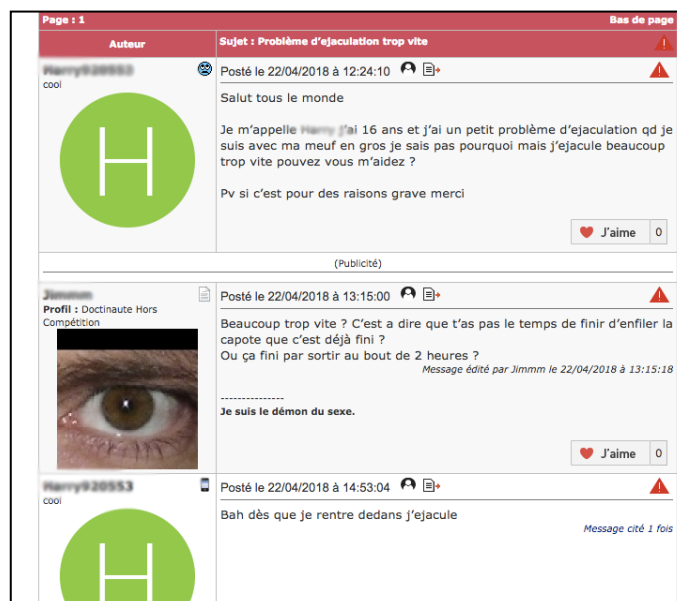 Page : 1 Bas de page
Auteur Sujet : Problème d'ejaculation trop vite
Posté le 22/04/2018 à 12:24:10
cool
H
Salut tous le monde
Je m'appelle j'ai 16 ans et j'ai un petit problème d'ejaculation qd je
suis avec ma meuf en gros je sais pas pourquoi mais j'ejacule beaucoup
trop vite pouvez vous m'aidez ?
Pv si c'est pour des raisons grave merci
J'aime 0
(Publicité)
Posté le 22/04/2018 à 13:15:00
Profil : Doctinaute Hors
Compétition
Beaucoup trop vite ? C'est a dire que t'as pas le temps de finir d'enfiler la
capote que c'est déjà fini ?
Ou ça fini par sortir au bout de 2 heures ?
Message édité par Jimmm le 22/04/2018 à 13:15:18
---------------
Je suis le démon du sexe.
J'aime 0
Posté le 22/04/2018 à 14:53:04
cool
H
Bah dès que je rentre dedans j'ejacule
Message cité 1 fois